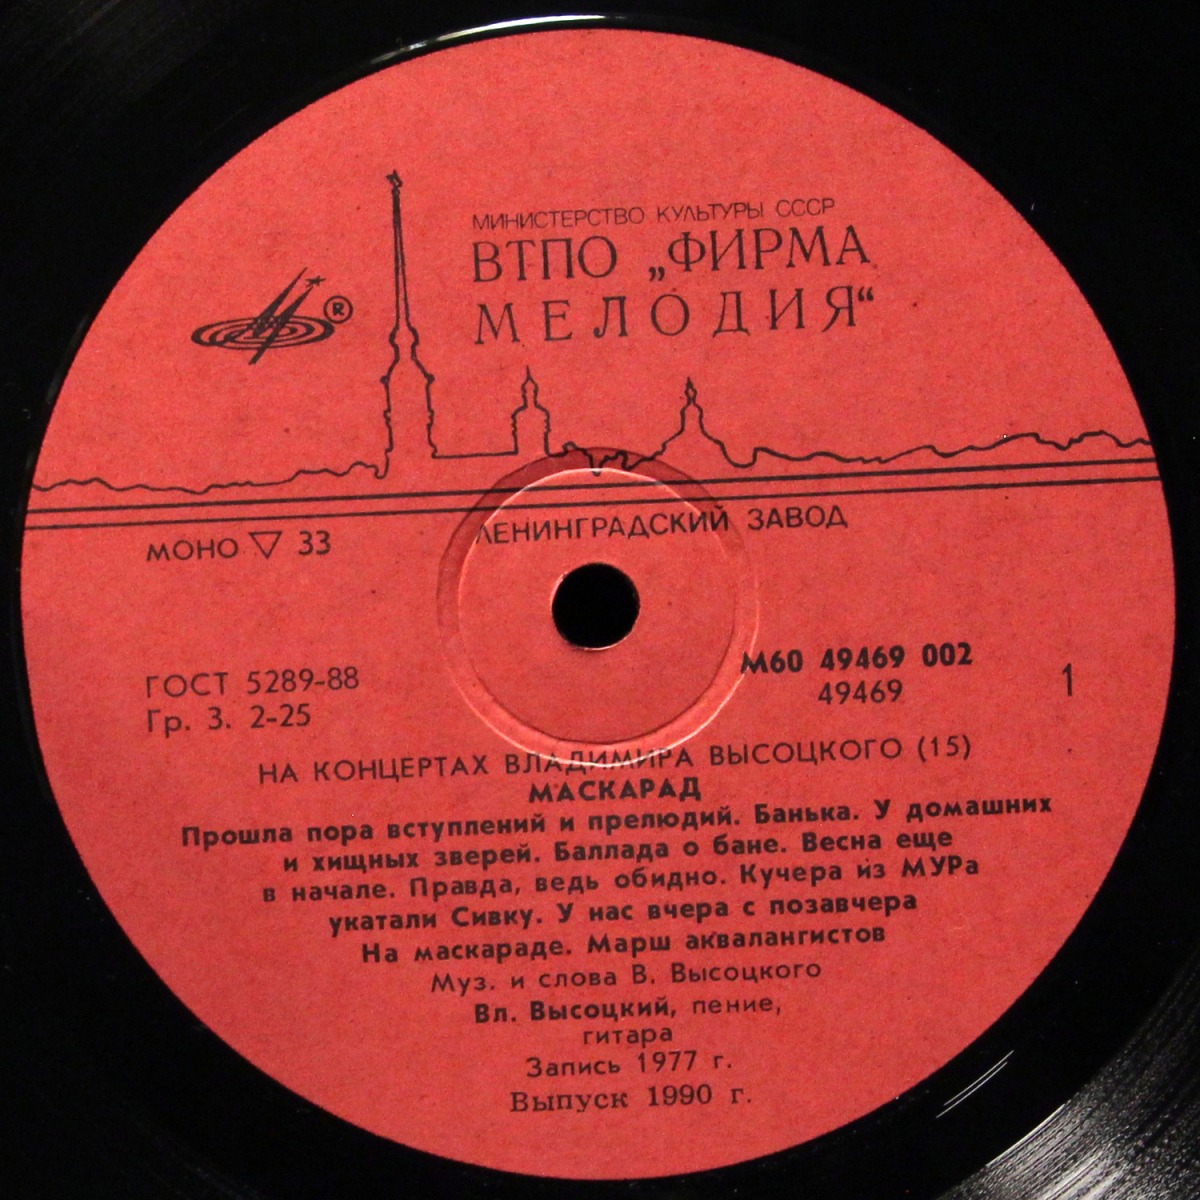 МИНИСТЕРСТВО КУЛЬТУРЫ СССР
ВТПО „ФИРМА
МЕЛОДИЯ“
®
ЛЕНИНГРАДСКИЙ ЗАВОД
МОНО ▽ 33
ГОСТ 5289-88
Гр. 3. 2-25
М60 49469 002
49469
1
НА КОНЦЕРТАХ ВЛАДИМИРА ВЫСОЦКОГО (15)
МАСКАРАД
Прошла пора вступлений и прелюдий. Банька. У домашних
и хищных зверей. Баллада о бане. Весна еще
в начале. Правда, ведь обидно. Кучера из МУРа
укатали Сивку. У нас вчера с позавчера
На маскараде. Марш аквалангистов
Муз. и слова В. Высоцкого
Вл. Высоцкий, пение,
гитара
Запись 1977 г.
Выпуск 1990 г.